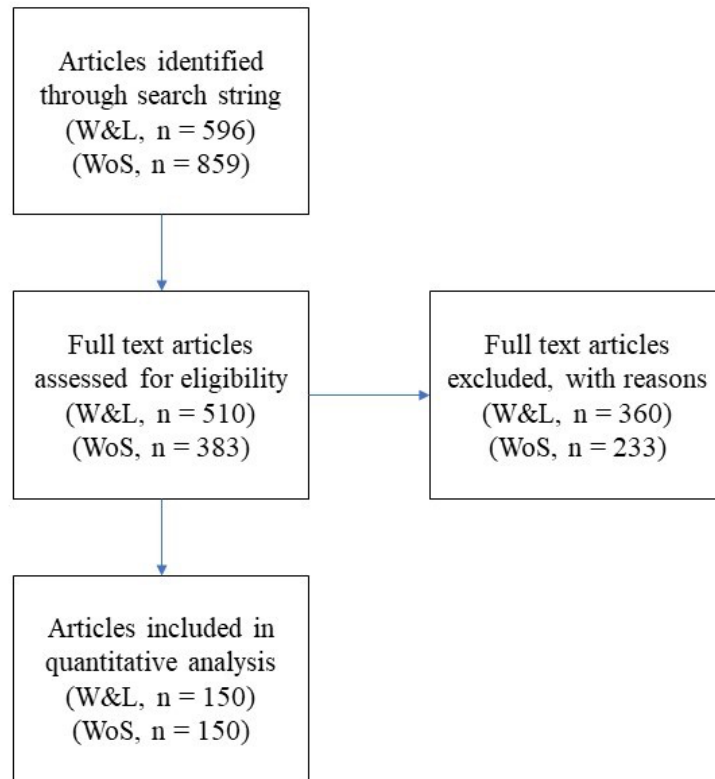 Articles identified
through search string
(W&L, n = 596)
(WoS, n = 859)
Full text articles
assessed for eligibility
(W&L, n = 510)
(WoS, n = 383)
Full text articles
excluded, with reasons
(W&L, n = 360)
(WoS, n = 233)
Articles included in
quantitative analysis
(W&L, n = 150)
(WoS, n = 150)